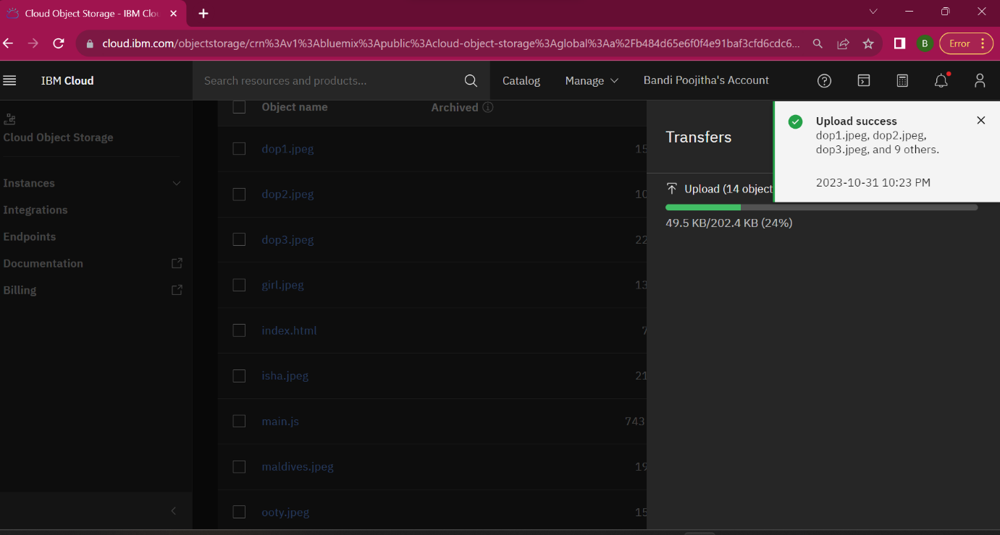 Cloud Object Storage - IBM Clou
cloud.ibm.com/objectstorage/crn%3Av1%3Abluemix%3Apublic%3Acloud-object-storage%3Aglobal%3Aa%2Fb484d65e6f0f4e91baf3cfd6cdc6...
B
Error
IBM Cloud
Search resources and products...
Catalog
Manage
Bandi Poojitha's Account
Cloud Object Storage
Instances
Integrations
Endpoints
Documentation
Billing
Object name
Archived
dop1.jpeg
15
dop2.jpeg
10
dop3.jpeg
22
girl.jpeg
13
index.html
7
isha.jpeg
21
main.js
743
maldives.jpeg
19
ooty.jpeg
15
Transfers
Upload (14 object
49.5 KB/202.4 KB (24%)
Upload success
dop1.jpeg, dop2.jpeg,
dop3.jpeg, and 9 others.
2023-10-31 10:23 PM